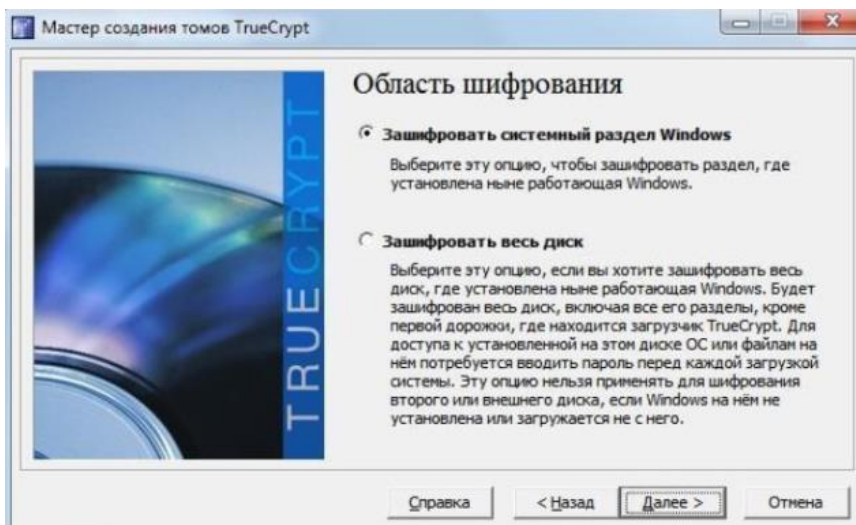 Мастер создания томов TrueCrypt
TRUECRYPT
Область шифрования
Зашифровать системный раздел Windows
Выберите эту опцию, чтобы зашифровать раздел, где
установлена ныне работающая Windows.
Зашифровать весь диск
Выберите эту опцию, если вы хотите зашифровать весь
диск, где установлена ныне работающая Windows. Будет
зашифрован весь диск, включая все его разделы, кроме
первой дорожки, где находится загрузчик TrueCrypt. Для
доступа к установленной на этом диске ОС или файлам на
нём потребуется вводить пароль перед каждой загрузкой
системы. Эту опцию нельзя применять для шифрования
второго или внешнего диска, если Windows на нём не
установлена или загружается не с него.
Справка
< Назад
Далее >
Отмена